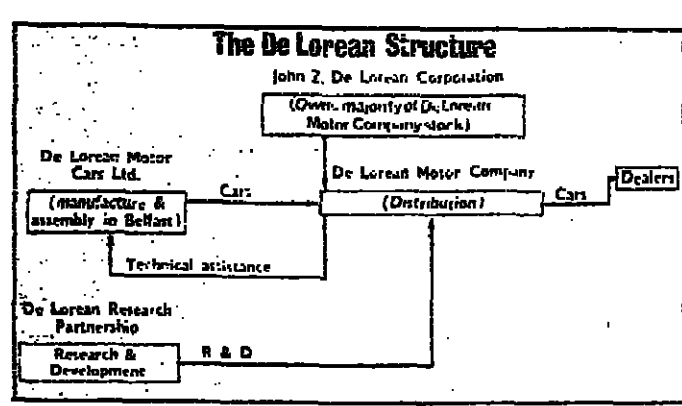 The De Lorean Structure
John Z. De Lorean Corporation
(Owns majority of De Lorean
Motor Company stock)
De Lorean Motor
Cars Ltd.
(manufacture &
assembly in Belfast)
Cars
De Lorean Motor Company
(Distribution)
Cars
Dealers
Technical assistance
De Lorean Research
Partnership
Research &
Development
R & D